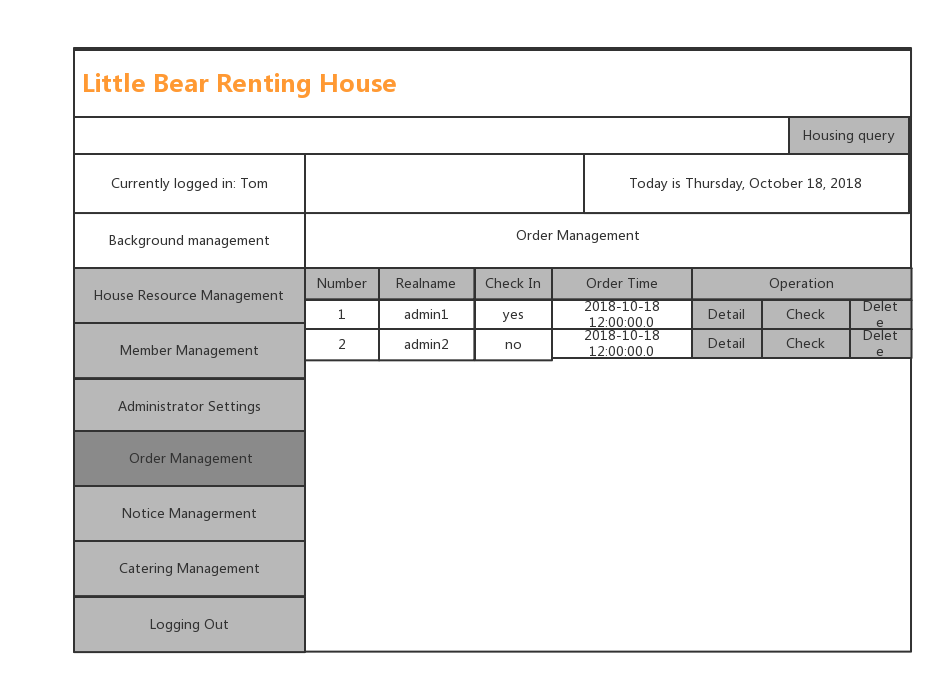 Little Bear Renting House
Housing query
Currently logged in: Tom
Today is Thursday, October 18, 2018
Background management
Order Management
House Resource Management
Member Management
Administrator Settings
Order Management
Notice Managerment
Catering Management
Logging Out
Number Realname Check In Order Time Operation
1 admin1 yes 2018-10-18 Detail Check Delet
12:00:00.0 e
2 admin2 no 2018-10-18 Detail Check Delet
12:00:00.0 e